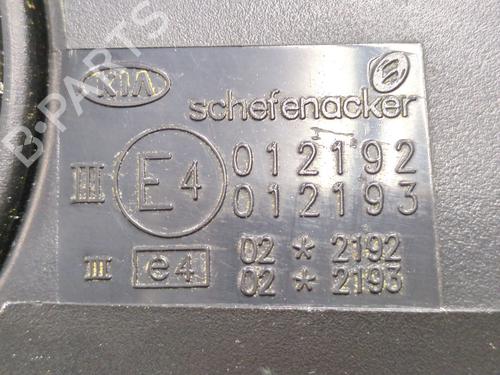 KIA
schefenacker
III E4 012192
012193
III e4 02*2192
02*2193
B-PARTS